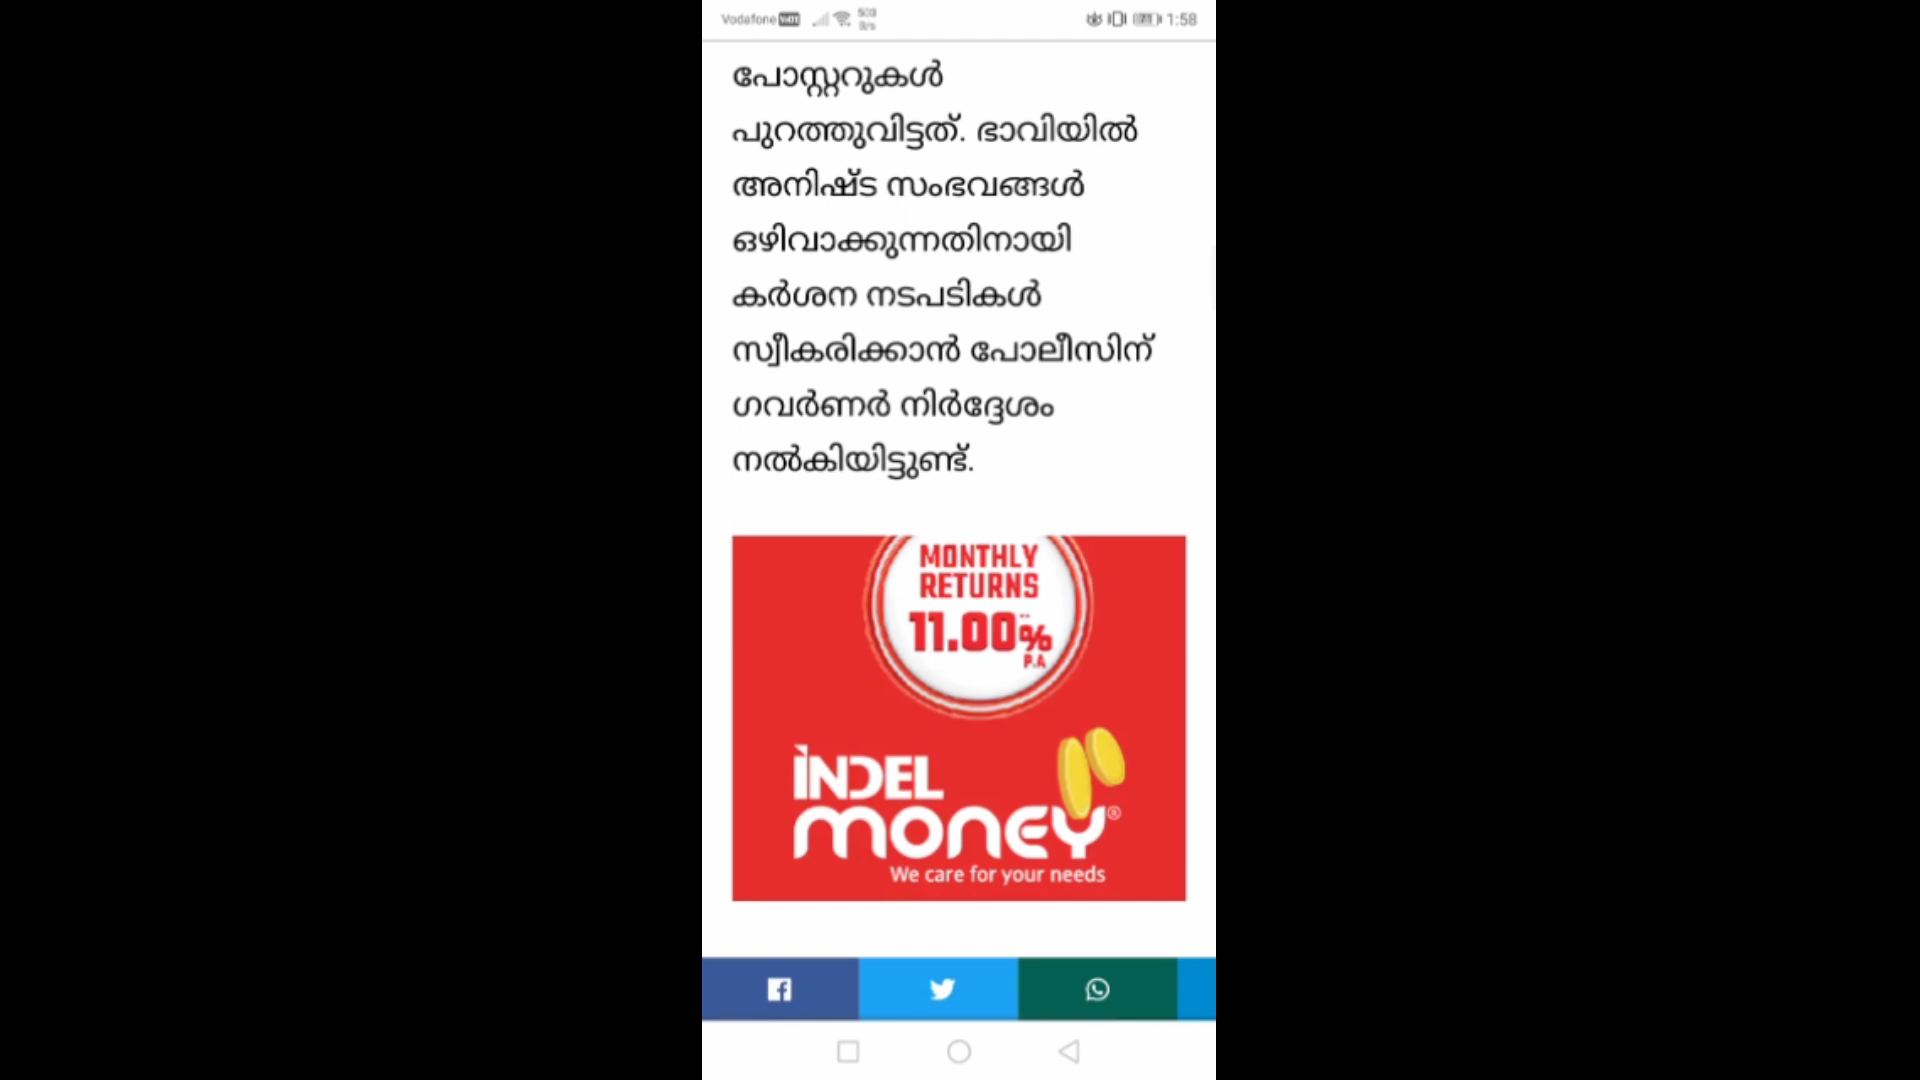 Vodafone 1:58
പോസ്റ്ററുകൾ
പുറത്തുവിട്ടത്. ഭാവിയിൽ
അനിഷ്ട സംഭവങ്ങൾ
ഒഴിവാക്കുന്നതിനായി
കർശന നടപടികൾ
സ്വീകരിക്കാൻ പോലീസിന്
ഗവർണർ നിർദ്ദേശം
നൽകിയിട്ടുണ്ട്.
MONTHLY
RETURNS
11.00%
P.A
INDEL
money®
We care for your needs